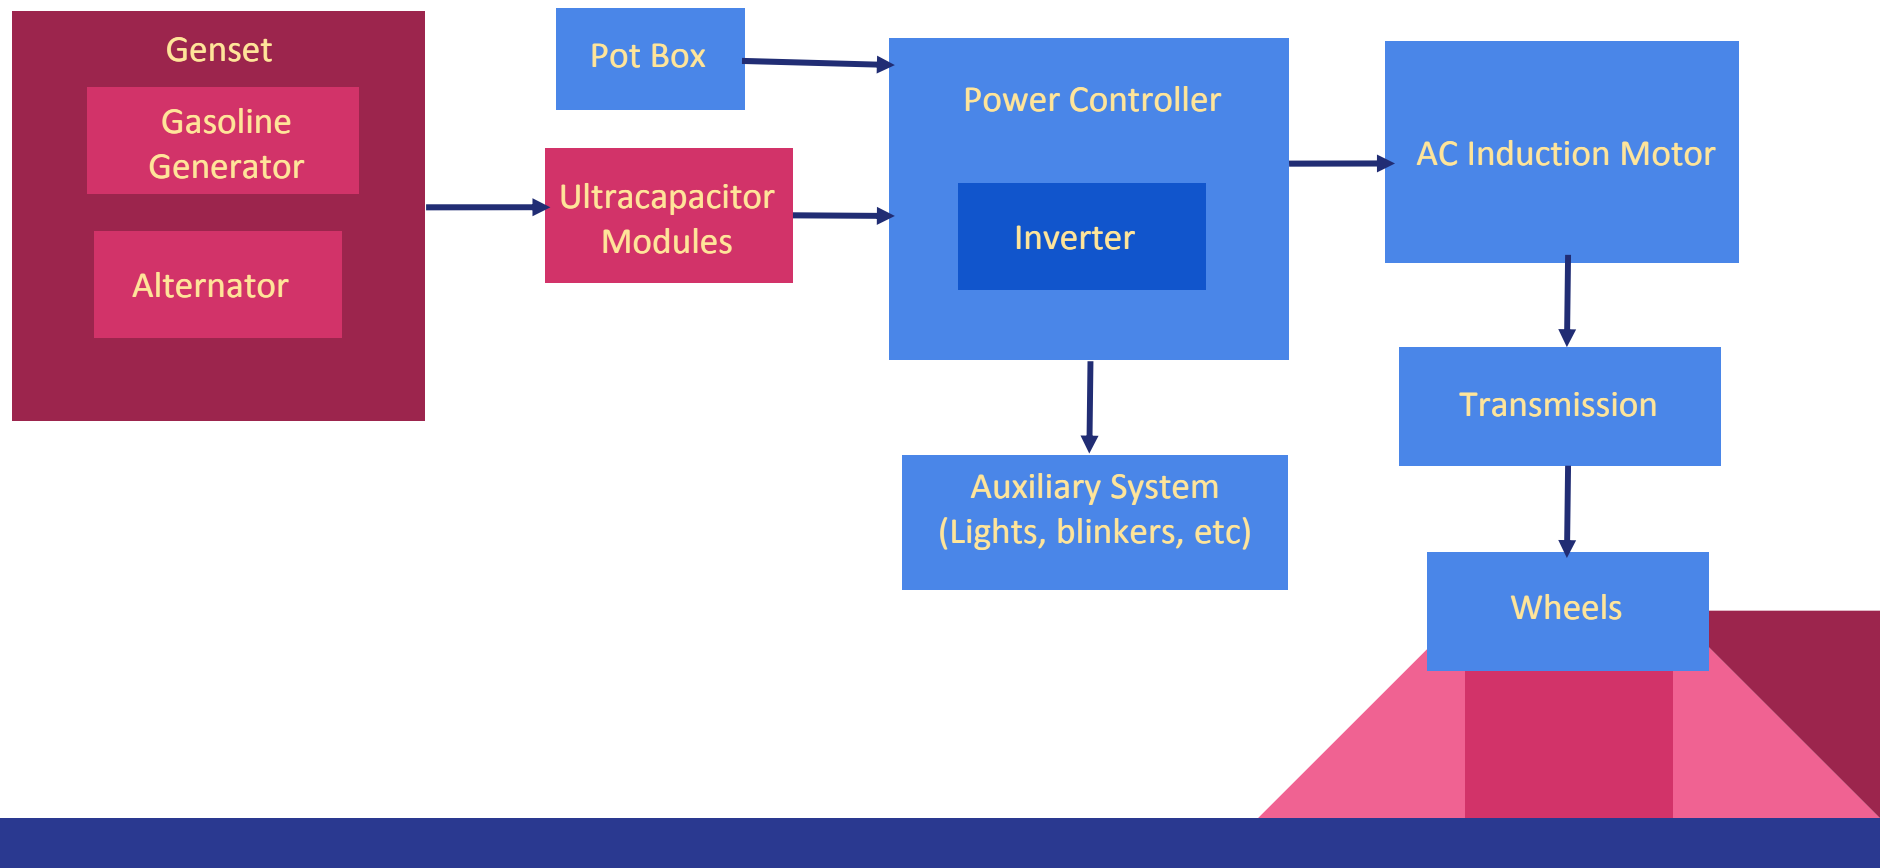 Genset
Gasoline
Generator
Alternator
Pot Box
Ultracapacitor
Modules
Power Controller
Inverter
AC Induction Motor
Auxiliary System
(Lights, blinkers, etc)
Transmission
Wheels